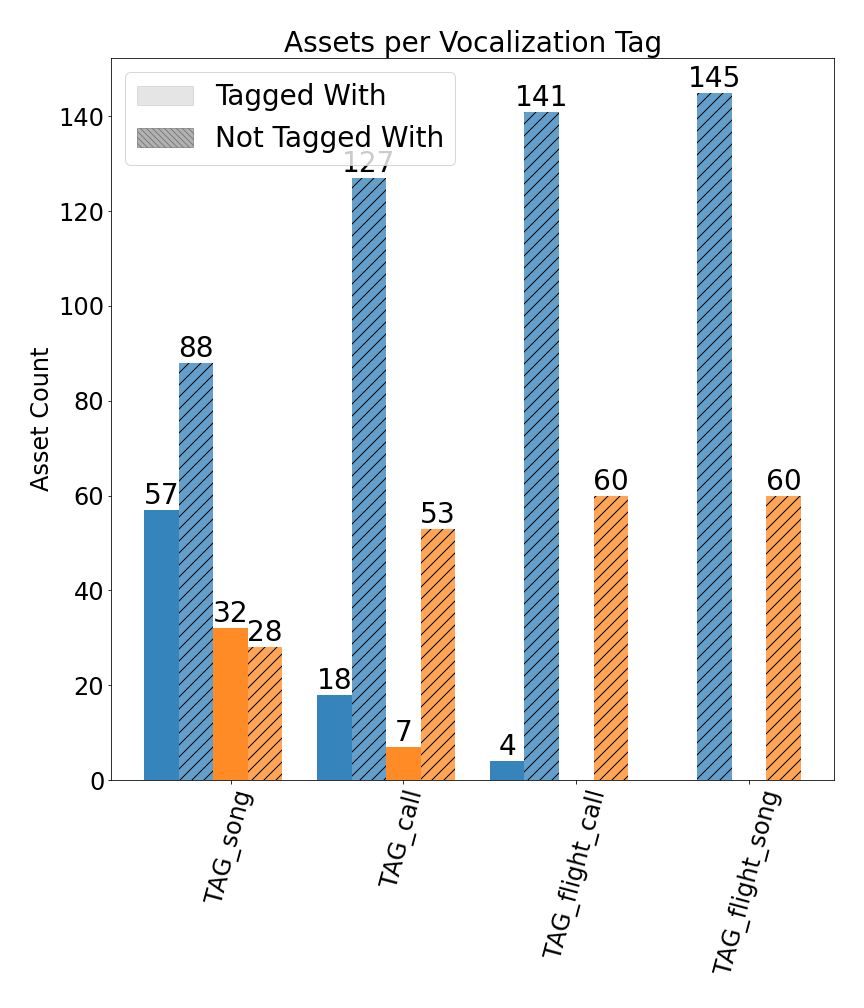 Assets per Vocalization Tag
Tagged With
Not Tagged With
Asset Count
140
120
100
80
60
40
20
0
57
88
32
28
18
127
7
53
4
141
60
145
60
TAG_song
TAG_call
TAG_flight_call
TAG_flight_song